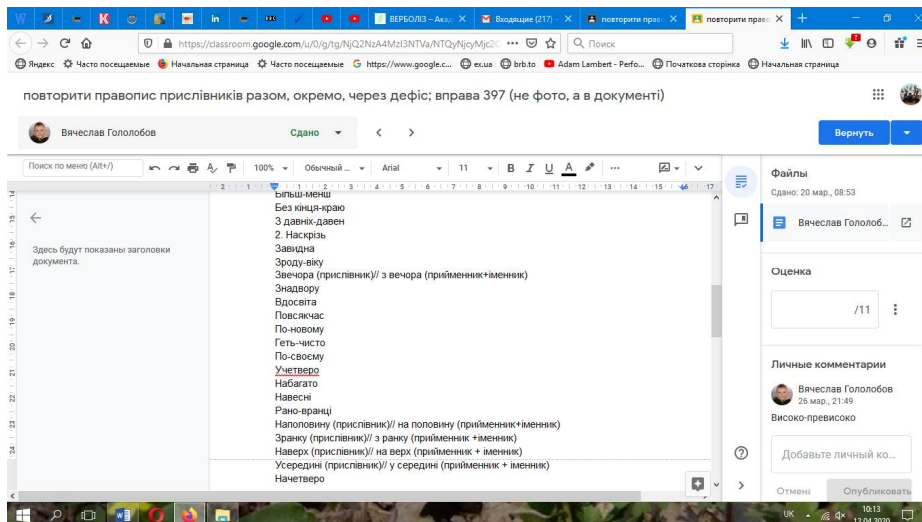 ВЕРБОЛІЗ – Акад
Входящие (217) -
повторити прав
повторити прав
https://classroom.google.com/u/0/g/tg/NjQ2NzA4MzI3NTVa/NTQyNjcyMjc2
Поиск
Яндекс
Часто посещаемые
Начальная страница
Часто посещаемые
https://www.google.c...
ex.ua
brb.to
Adam Lambert - Perfo...
Початкова сторінка
Начальная страница
повторити правопис прислівників разом, окремо, через дефіс; вправа 397 (не фото, а в документі)
Вячеслав Гололобов
Сдано
Вернуть
Поиск по меню (Alt+/)
100%
Обычный ...
Arial
11
B I U A
Здесь будут показаны заголовки
документа.
Більш-менш
Без кінця-краю
З давніх-давен
2. Наскрізь
Завидна
Зроду-віку
Звечора (прислівник)// з вечора (прийменник+іменник)
Знадвору
Вдосвіта
Повсякчас
По-новому
Геть-чисто
По-своєму
Учетверо
Набагато
Навесні
Рано-вранці
Наполовину (прислівник)// на половину (прийменник+іменник)
Зранку (прислівник)// з ранку (прийменник +іменник)
Наверх (прислівник)// на верх (прийменник + іменник)
Усередині (прислівник)// у середині (прийменник + іменник)
Начетверо
Файлы
Сдано: 20 мар., 08:53
Вячеслав Гололоб...
Оценка
/11
Личные комментарии
Вячеслав Гололобов
26 мар., 21:49
Високо-превисоко
Добавьте личный ко...
Отмена
Опубликовать
UK
10:13
12.04.2020